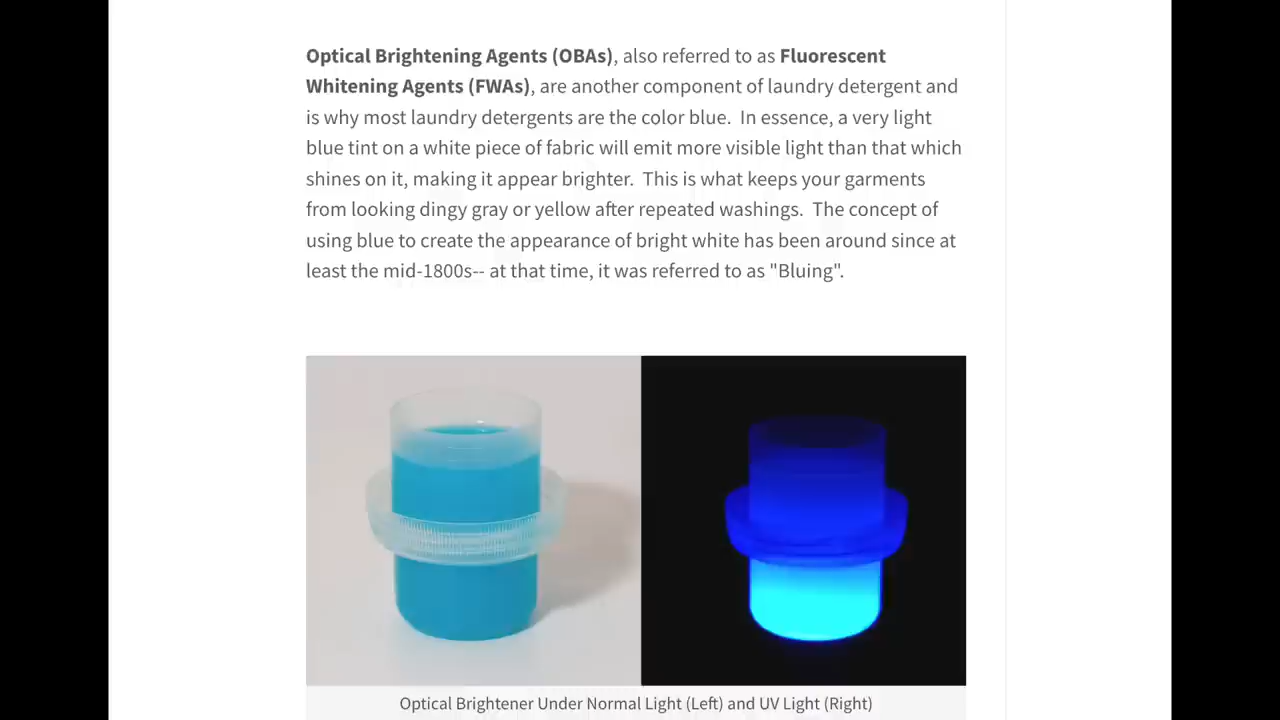 Optical Brightening Agents (OBAs), also referred to as Fluorescent
Whitening Agents (FWAs), are another component of laundry detergent and
is why most laundry detergents are the color blue.  In essence, a very light
blue tint on a white piece of fabric will emit more visible light than that which
shines on it, making it appear brighter.  This is what keeps your garments
from looking dingy gray or yellow after repeated washings.  The concept of
using blue to create the appearance of bright white has been around since at
least the mid-1800s-- at that time, it was referred to as "Bluing".
Optical Brightener Under Normal Light (Left) and UV Light (Right)